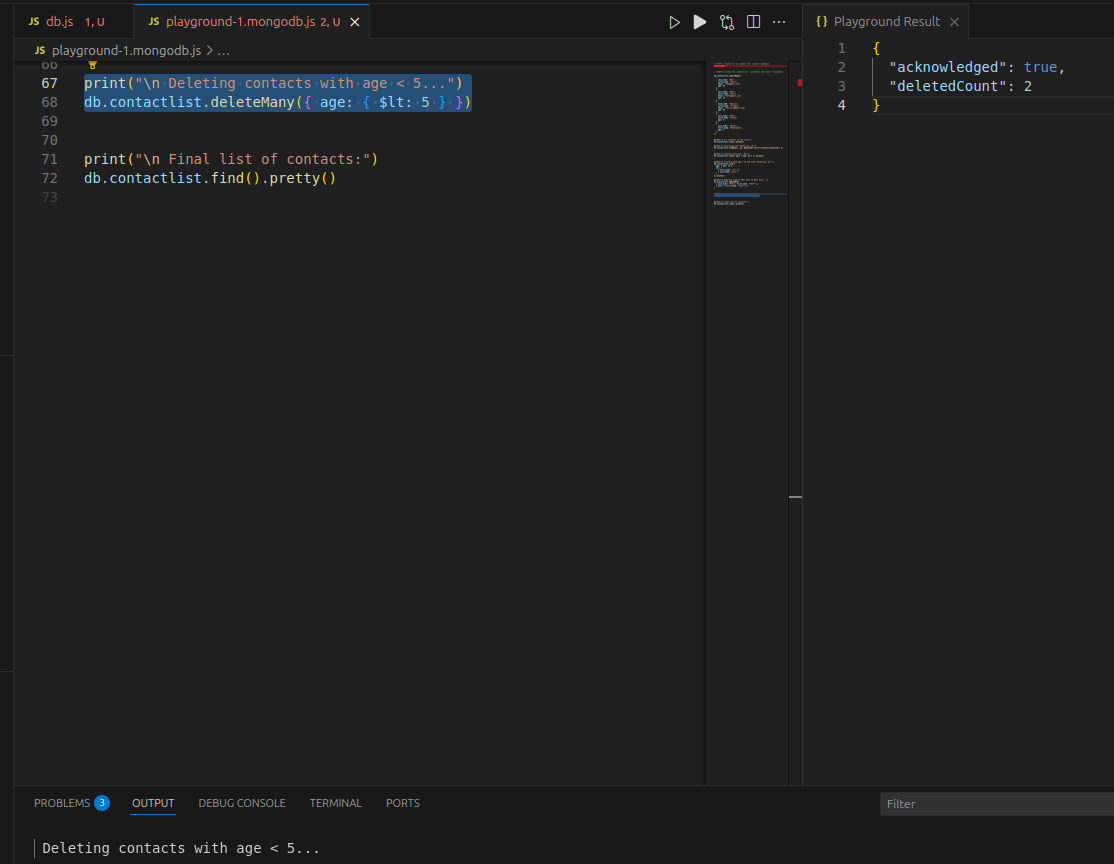 JS db.js 1, U
JS playground-1.mongodb.js 2, U
JS playground-1.mongodb.js > ...
66
67 print("\n Deleting contacts with age < 5...")
68 db.contactlist.deleteMany({ age: { $lt: 5 } })
69
70
71 print("\n Final list of contacts:")
72 db.contactlist.find().pretty()
73
{} Playground Result
1 {
2 "acknowledged": true,
3 "deletedCount": 2
4 }
PROBLEMS 3 OUTPUT DEBUG CONSOLE TERMINAL PORTS
Filter
Deleting contacts with age < 5...